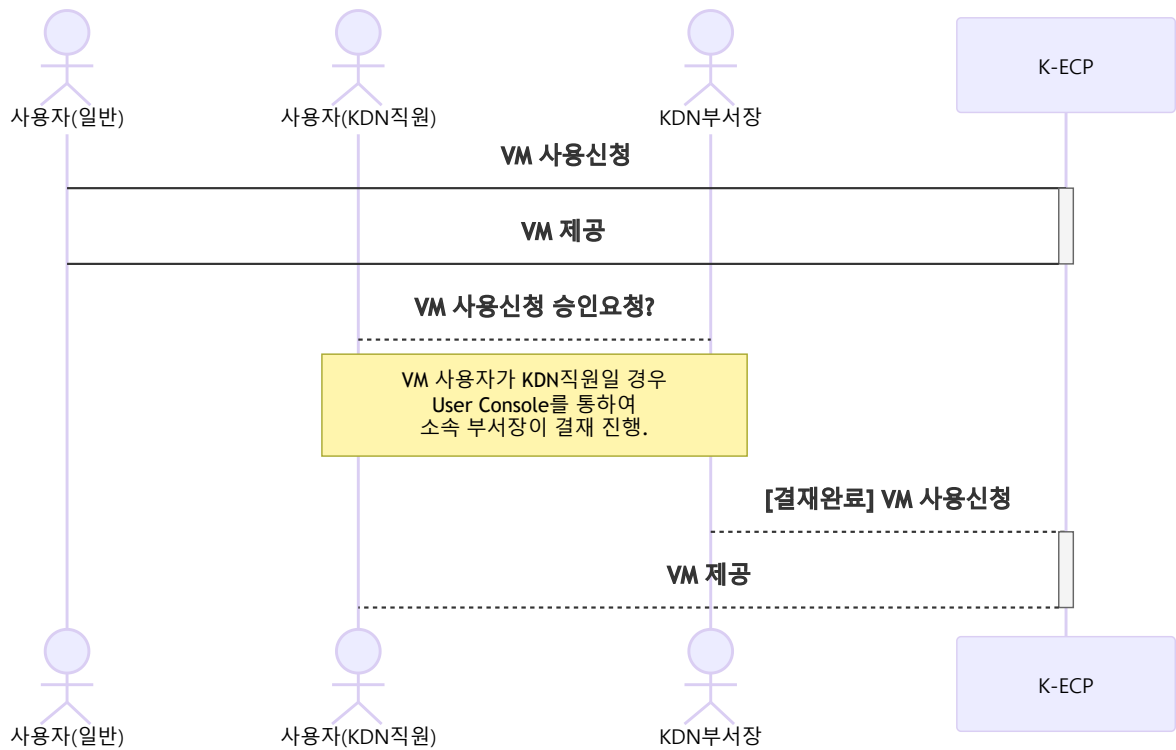 사용자(일반)
사용자(KDN직원)
KDN부서장
K-ECP
VM 사용신청
VM 제공
VM 사용신청 승인요청?
VM 사용자가 KDN직원일 경우
User Console를 통하여
소속 부서장이 결재 진행.
[결재완료] VM 사용신청
VM 제공
사용자(일반)
사용자(KDN직원)
KDN부서장
K-ECP